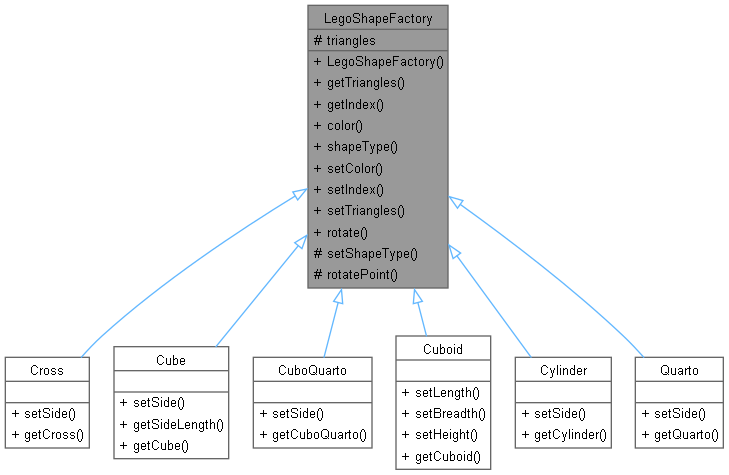 LegoShapeFactory
# triangles
+ LegoShapeFactory()
+ getTriangles()
+ getIndex()
+ color()
+ shapeType()
+ setColor()
+ setIndex()
+ setTriangles()
+ rotate()
# setShapeType()
# rotatePoint()
Cross
+ setSide()
+ getCross()
Cube
+ setSide()
+ getSideLength()
+ getCube()
CuboQuarto
+ setSide()
+ getCuboQuarto()
Cuboid
+ setLength()
+ setBreadth()
+ setHeight()
+ getCuboid()
Cylinder
+ setSide()
+ getCylinder()
Quarto
+ setSide()
+ getQuarto()